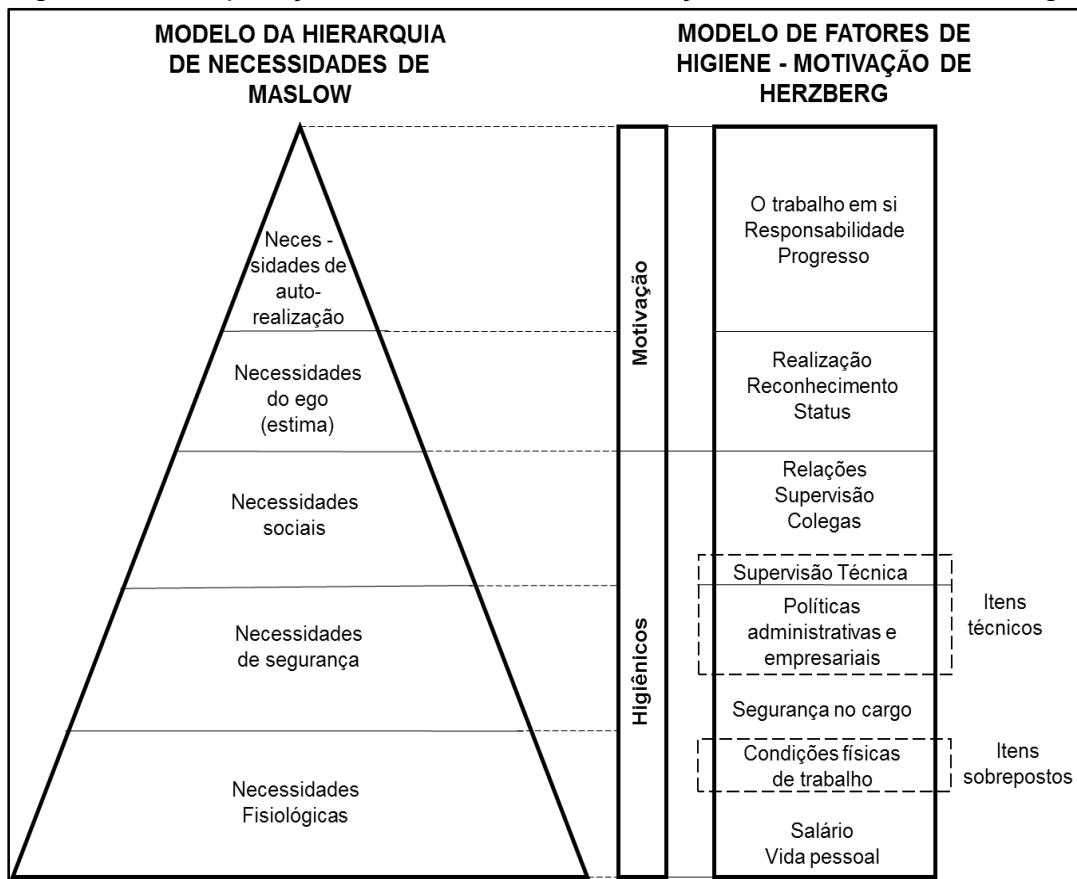 MODELO DA HIERARQUIA
DE NECESSIDADES DE
MASLOW
MODELO DE FATORES DE
HIGIENE - MOTIVAÇÃO DE
HERZBERG
Neces -
sidades de
auto-
realização
Necessidades
do ego
(estima)
Necessidades
sociais
Necessidades
de segurança
Necessidades
Fisiológicas
Motivação
Higiênicos
O trabalho em si
Responsabilidade
Progresso
Realização
Reconhecimento
Status
Relações
Supervisão
Colegas
Supervisão Técnica
Políticas
administrativas e
empresariais
Segurança no cargo
Condições físicas
de trabalho
Salário
Vida pessoal
Itens
técnicos
Itens
sobrepostos